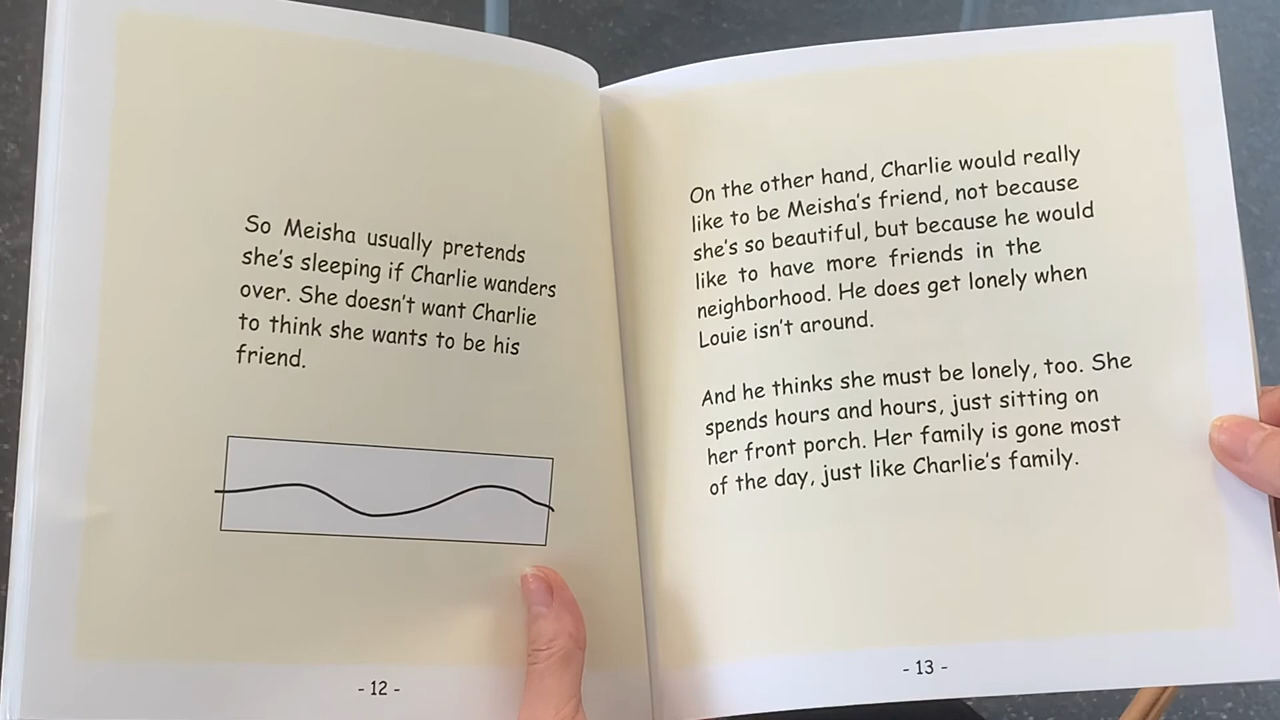 So Meisha usually pretends
she's sleeping if Charlie wanders
over. She doesn't want Charlie
to think she wants to be his
friend.
- 12 -
On the other hand, Charlie would really
like to be Meisha's friend, not because
she's so beautiful, but because he would
like to have more friends in the
neighborhood. He does get lonely when
Louie isn't around.
And he thinks she must be lonely, too. She
spends hours and hours, just sitting on
her front porch. Her family is gone most
of the day, just like Charlie's family.
- 13 -